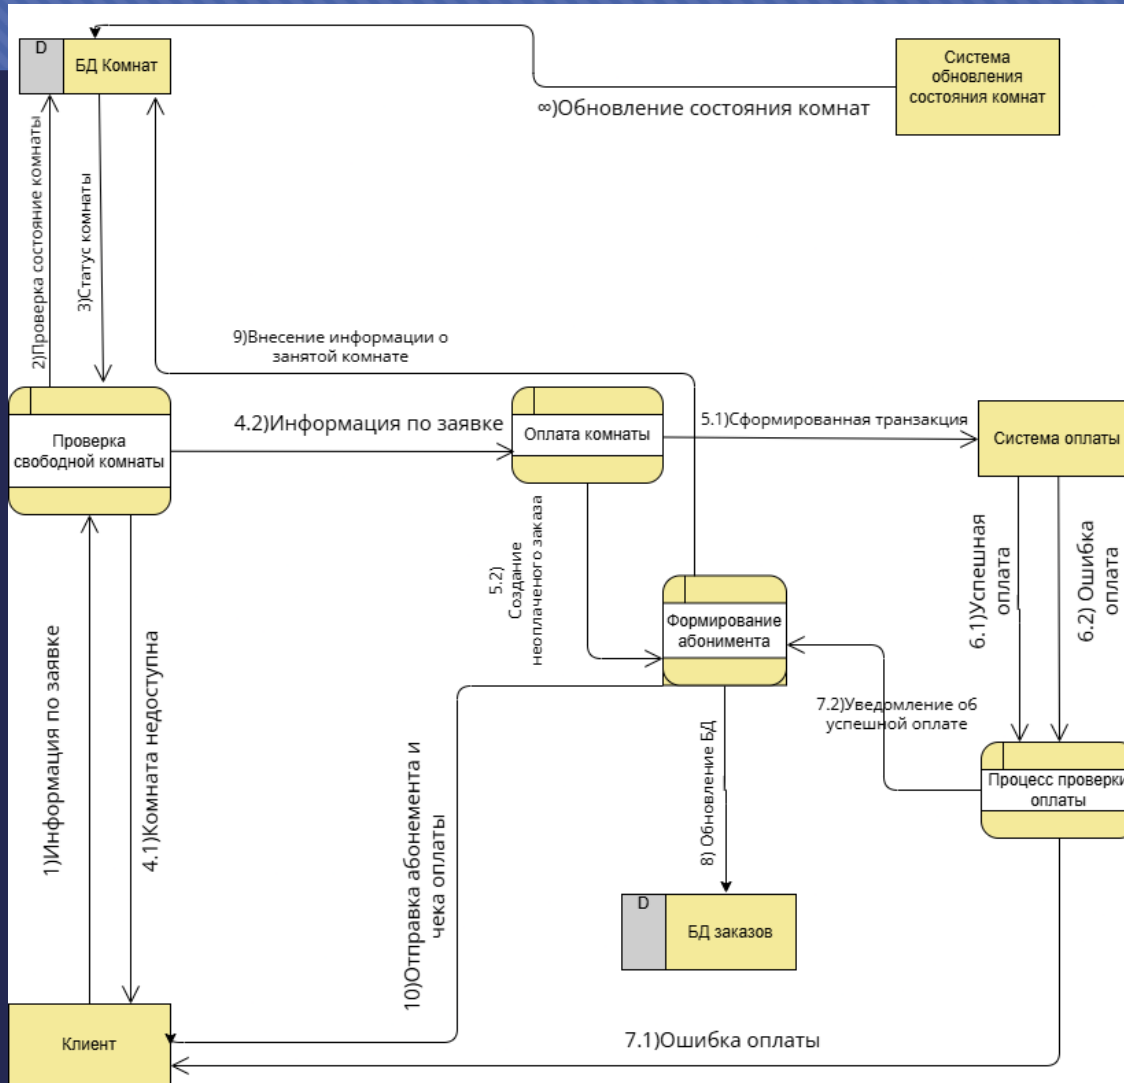 D
БД Комнат
Система
обновления
состояния комнат
∞)Обновление состояния комнат
2)Проверка состояние комнаты
3)Статус комнаты
9)Внесение информации о
занятой комнате
Проверка
свободной комнаты
4.2)Информация по заявке
Оплата комнаты
5.1)Сформированная транзакция
Система оплаты
5.2)
Создание
неоплаченого заказа
6.1)Успешная
оплата
6.2) Ошибка
оплата
Формирование
абонимента
7.2)Уведомление об
успешной оплате
1)Информация по заявке
4.1)Комната недоступна
10)Отправка абонемента и
чека оплаты
8) Обновление БД
Процесс проверки
оплаты
D
БД заказов
Клиент
7.1)Ошибка оплаты